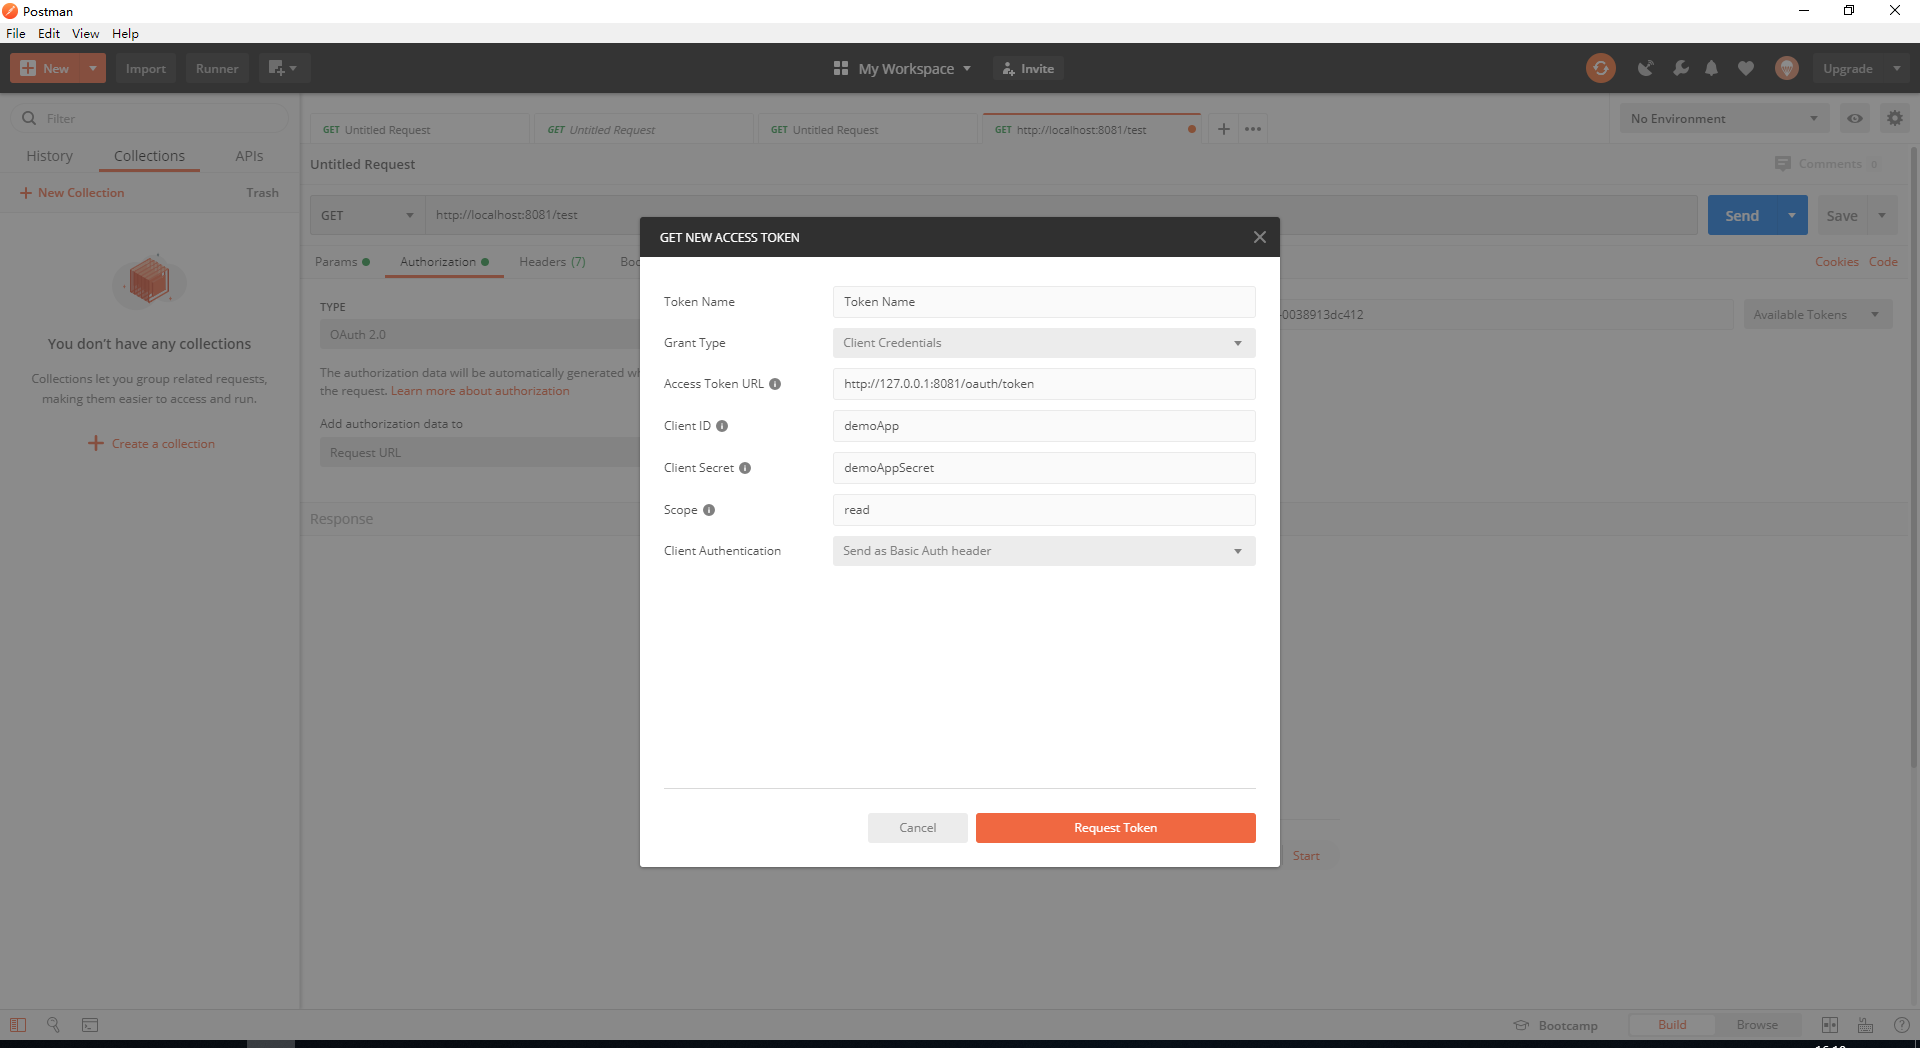 Postman
File Edit View Help
New Import Runner My Workspace Invite Upgrade
Filter
History Collections APIs
New Collection Trash
You don't have any collections
Collections let you group related requests,
making them easier to access and run.
Create a collection
GET Untitled Request GET Untitled Request GET Untitled Request GET http://localhost:8081/test
No Environment
Untitled Request Comments 0
GET http://localhost:8081/test Send Save
Params Authorization Headers (7) Cookies Code
TYPE
OAuth 2.0
The authorization data will be automatically generated
the request. Learn more about authorization
Add authorization data to
Request URL
-0038913dc412 Available Tokens
Response
GET NEW ACCESS TOKEN
Token Name Token Name
Grant Type Client Credentials
Access Token URL http://127.0.0.1:8081/oauth/token
Client ID demoApp
Client Secret demoAppSecret
Scope read
Client Authentication Send as Basic Auth header
Cancel Request Token
Start
Bootcamp Build Browse